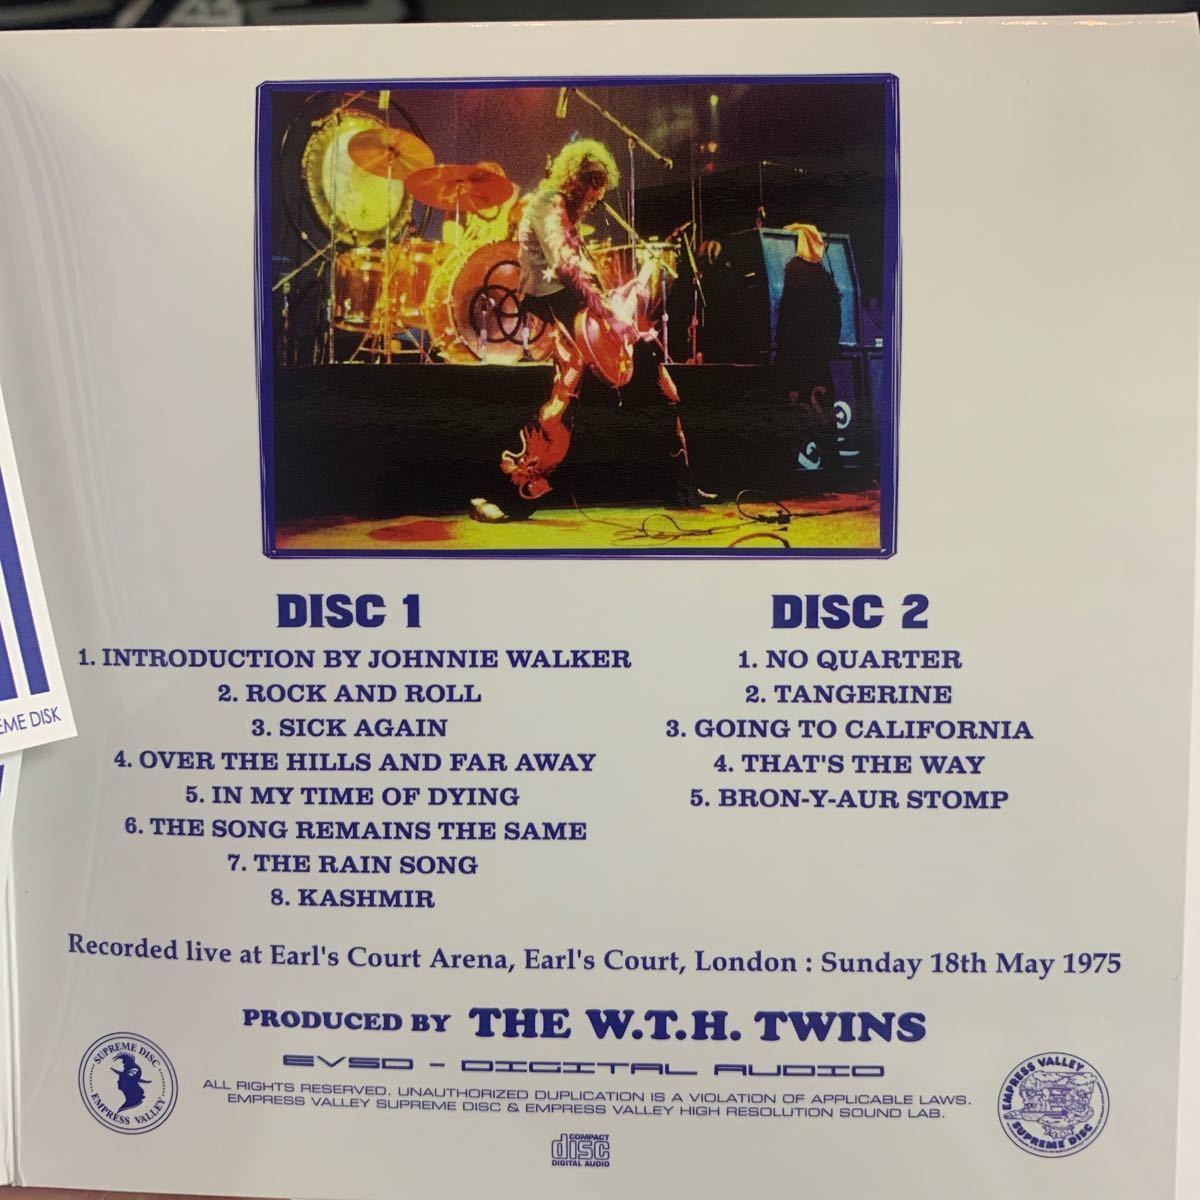 DISC 1
1. INTRODUCTION BY JOHNNIE WALKER
2. ROCK AND ROLL
3. SICK AGAIN
4. OVER THE HILLS AND FAR AWAY
5. IN MY TIME OF DYING
6. THE SONG REMAINS THE SAME
7. THE RAIN SONG
8. KASHMIR
DISC 2
1. NO QUARTER
2. TANGERINE
3. GOING TO CALIFORNIA
4. THAT'S THE WAY
5. BRON-Y-AUR STOMP
EME DISK
Recorded live at Earl's Court Arena, Earl's Court, London : Sunday 18th May 1975
PRODUCED BY THE W.T.H. TWINS
EVSD - DIGITAL AUDIO
ALL RIGHTS RESERVED. UNAUTHORIZED DUPLICATION IS A VIOLATION OF APPLICABLE LAWS.
EMPRESS VALLEY SUPREME DISC & EMPRESS VALLEY HIGH RESOLUTION SOUND LAB.
SUPREME DISC
EMPRESS VALLEY
EMPRESS VALLEY
SUPREME DISC
COMPACT
disc
DIGITAL AUDIO